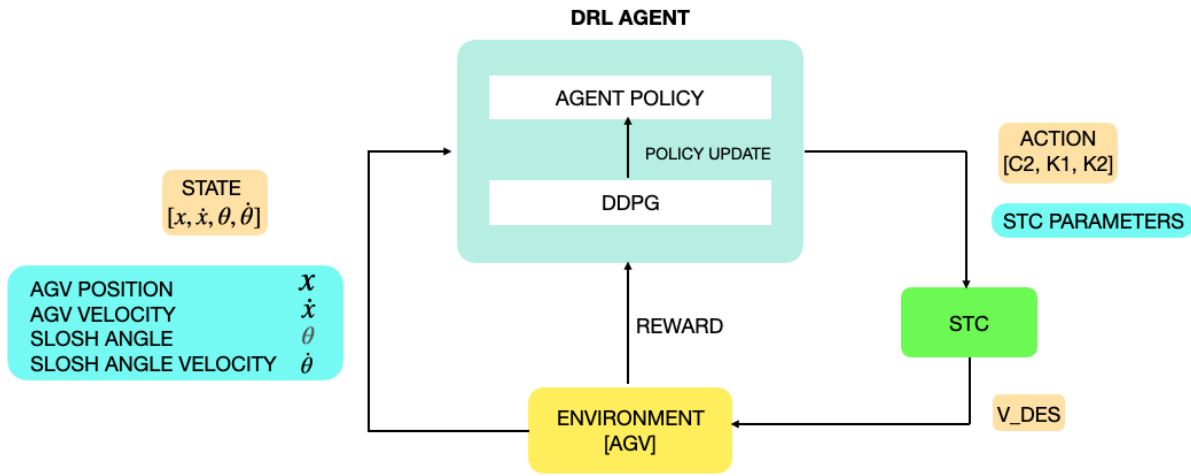 DRL AGENT
AGENT POLICY
POLICY UPDATE
DDPG
ACTION
[C2, K1, K2]
STC PARAMETERS
STATE
[x, ẋ, θ, θ̇]
AGV POSITION x
AGV VELOCITY ẋ
SLOSH ANGLE θ
SLOSH ANGLE VELOCITY θ̇
REWARD
STC
V_DES
ENVIRONMENT
[AGV]